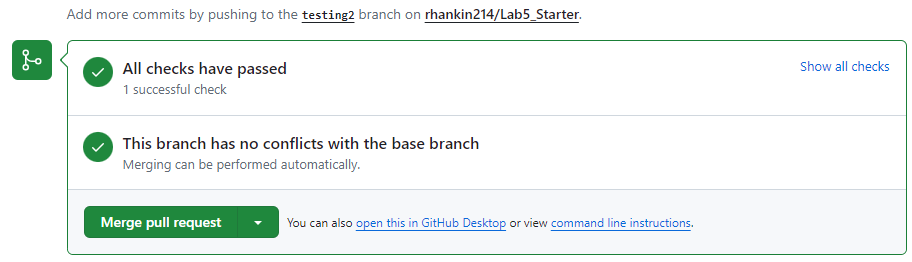 Add more commits by pushing to the testing2 branch on rhankin214/Lab5_Starter.
All checks have passed
Show all checks
1 successful check
This branch has no conflicts with the base branch
Merging can be performed automatically.
Merge pull request
You can also open this in GitHub Desktop or view command line instructions.